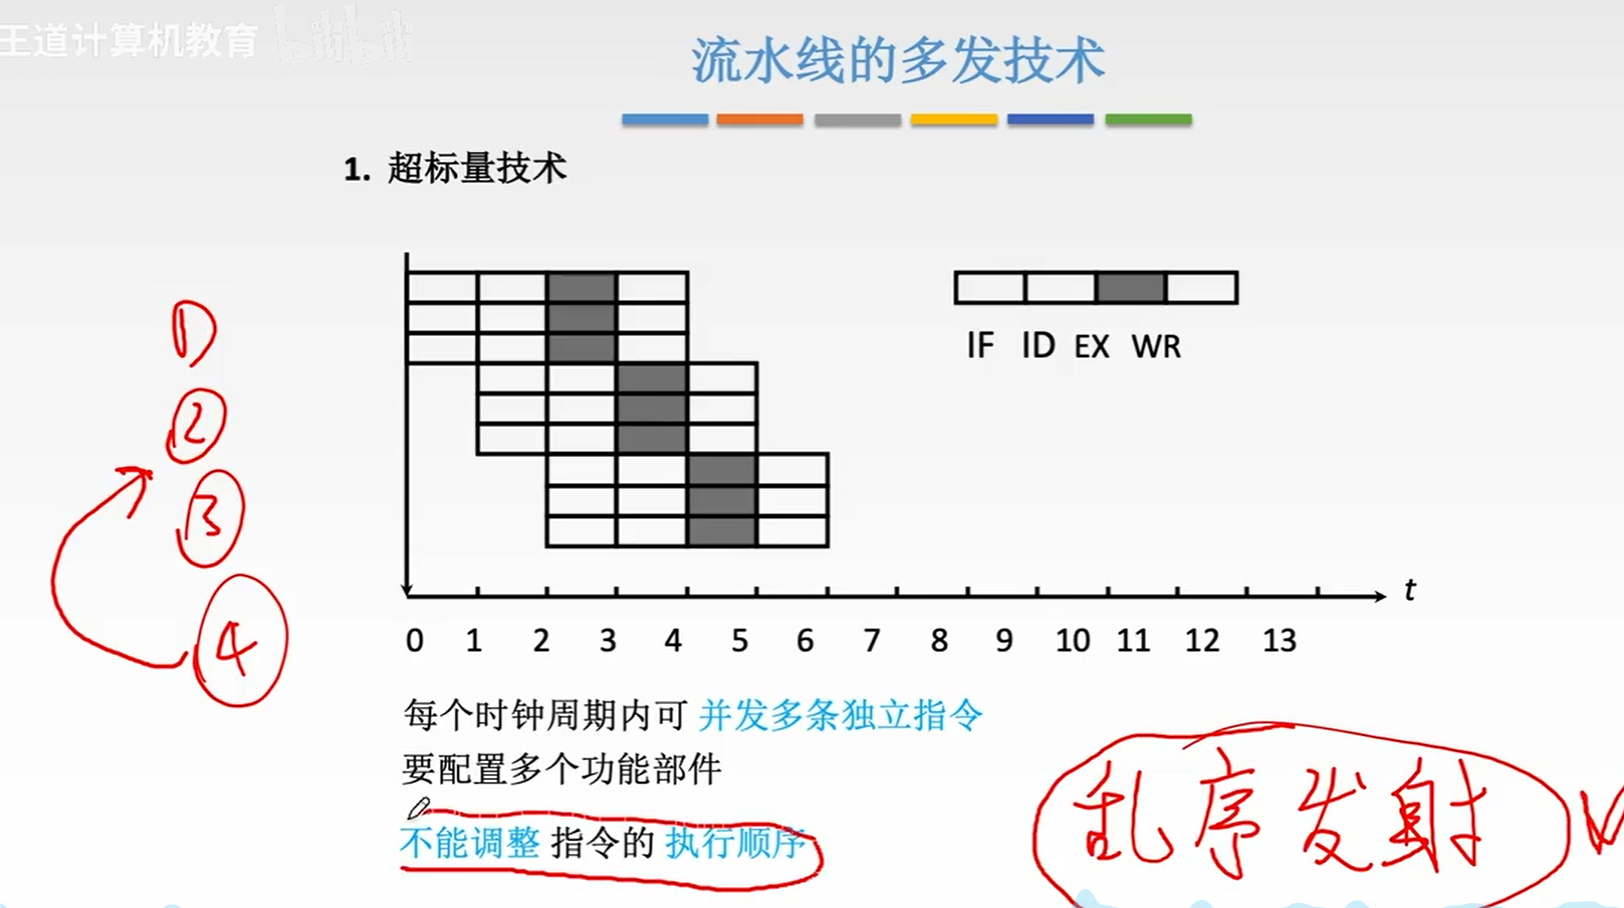 王道计算机教育 bilibili
流水线的多发技术
1. 超标量技术
IF ID EX WR
①
②
③
④
t
0 1 2 3 4 5 6 7 8 9 10 11 12 13
每个时钟周期内可 并发多条独立指令
要配置多个功能部件
不能调整 指令的 执行顺序
乱序发射